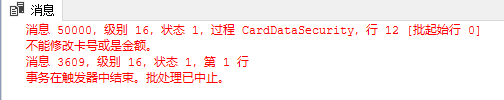 消息
消息 50000，级别 16，状态 1，过程 CardDataSecurity，行 12 [批起始行 0]
不能修改卡号或是金额。
消息 3609，级别 16，状态 1，第 1 行
事务在触发器中结束。批处理已中止。